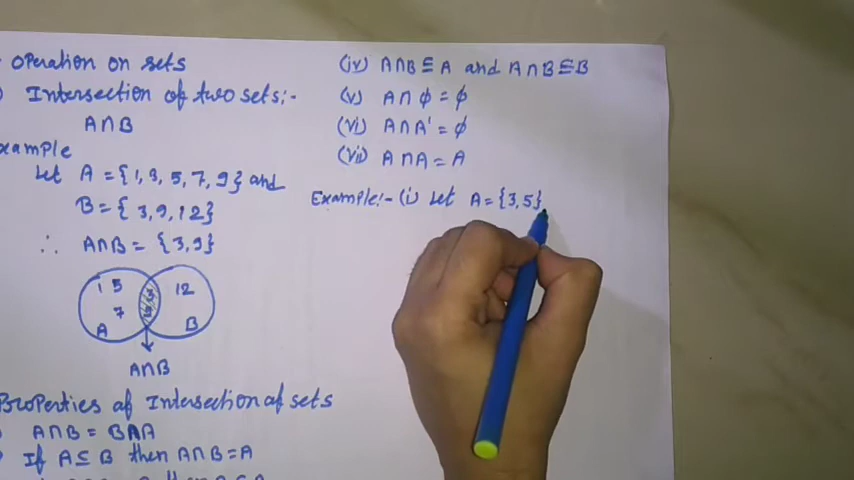 Operation on sets
Intersection of two sets:-
A∩B
xample
Let A = {1, 3, 5, 7, 9} and
B = { 3, 9, 12}
∴ A∩B = {3, 9}
1 5 12
7
A B
A∩B
Properties of Intersection of sets
A∩B = B∩A
If A⊆B then A∩B = A
(iv) A∩B ⊆ A and A∩B ⊆ B
(v) A∩ϕ = ϕ
(vi) A∩A' = ϕ
(vii) A∩A = A
Example:- (i) Let A = {3, 5}